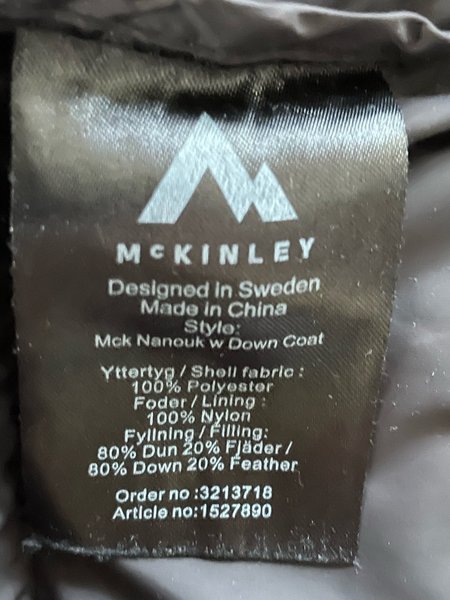 McKINLEY
Designed in Sweden
Made in China
Style:
Mck Nanouk w Down Coat
Yttertyg / Shell fabric :
100% Polyester
Foder / Lining :
100% Nylon
Fyllning / Filling:
80% Dun 20% Fjäder /
80% Down 20% Feather
Order no :3213718
Article no:1527890